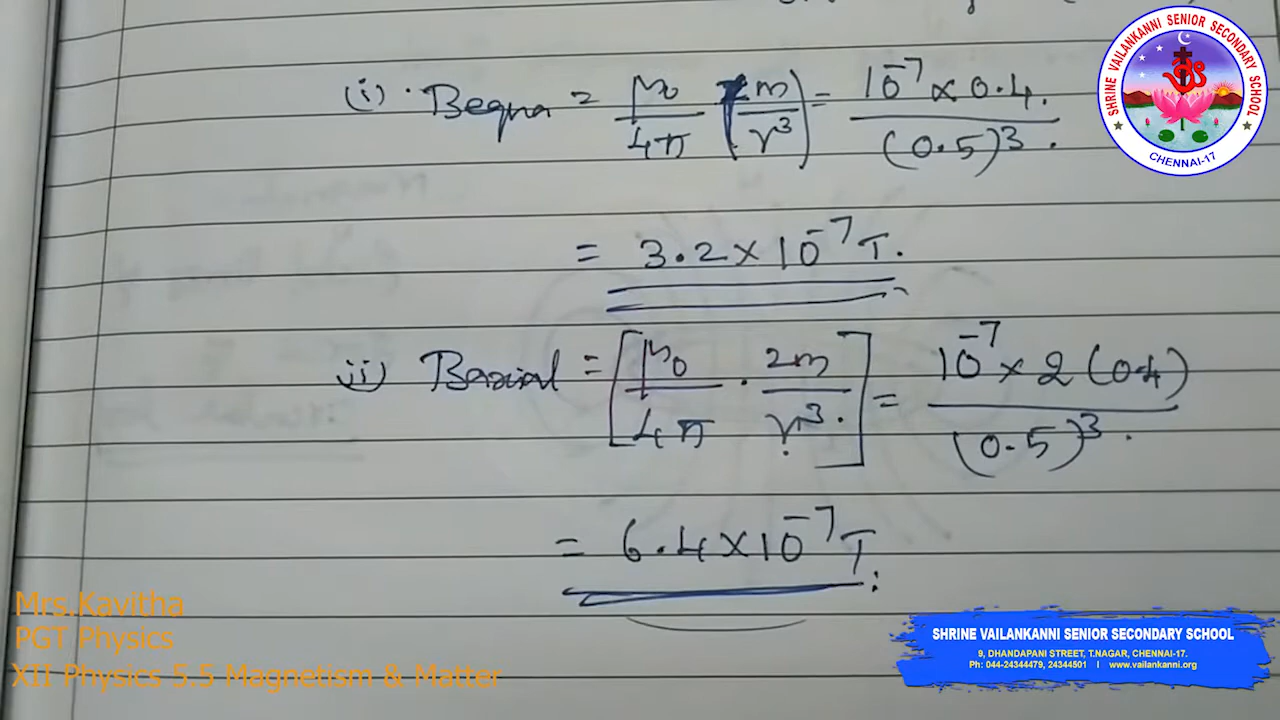 (i) Bequa = μ₀/4π (m/r³) = 10⁻⁷ × 0.4 / (0.5)³
= 3.2 × 10⁻⁷ T.
ii) Baxial = [μ₀/4π · 2m/r³] = 10⁻⁷ × 2 (0.4) / (0.5)³
= 6.4 × 10⁻⁷ T
SHRINE VAILANKANNI SENIOR SECONDARY SCHOOL
CHENNAI-17
Mrs.Kavitha
PGT Physics
XII Physics 5.5 Magnetism & Matter
SHRINE VAILANKANNI SENIOR SECONDARY SCHOOL
9, DHANDAPANI STREET, T.NAGAR, CHENNAI-17.
Ph: 044-24344479, 24344501 | www.vailankanni.org